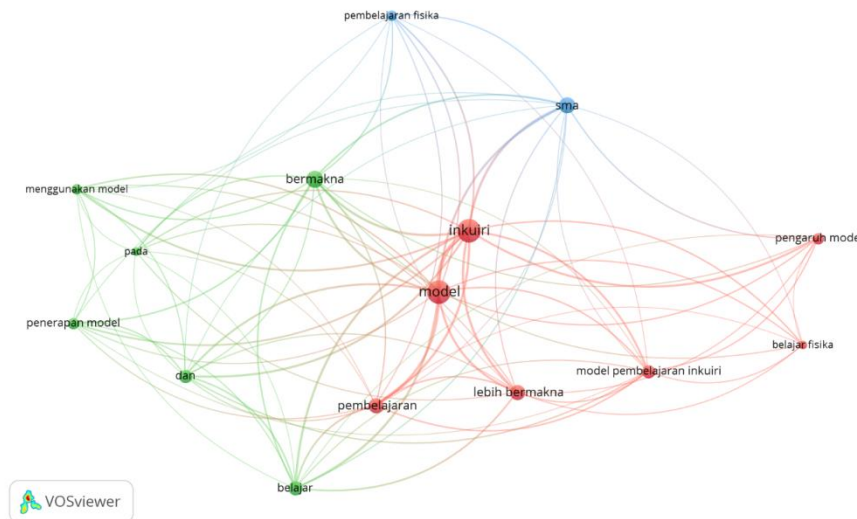 pembelajaran fisika
sma
bermakna
menggunakan model
inkuiri
pengaruh model
pada
model
penerapan model
belajar fisika
model pembelajaran inkuiri
dan
lebih bermakna
pembelajaran
belajar
VOSviewer